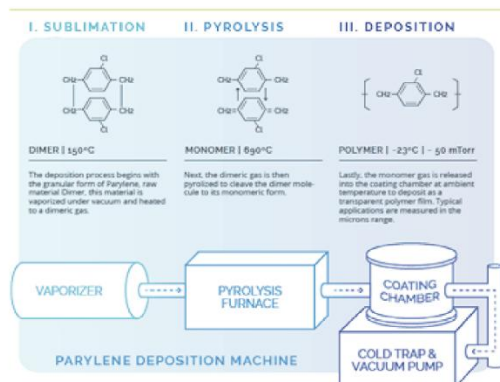 I. SUBLIMATION
II. PYROLYSIS
III. DEPOSITION
Cl
CH2 CH2
CH2 CH2
Cl
Cl
CH2 CH2
CH2 CH2
Cl
Cl
CH2 CH2
DIMER | 150°C
MONOMER | 690°C
POLYMER | ~23°C | ~ 50 mTorr
The deposition process begins with
the granular form of Parylene, raw
material Dimer, this material is
vaporized under vacuum and heated
to a dimeric gas.
Next, the dimeric gas is then
pyrolized to cleave the dimer mole-
cule to its monomeric form.
Lastly, the monomer gas is released
into the coating chamber at ambient
temperature to deposit as a
transparent polymer film. Typical
applications are measured in the
microns range.
VAPORIZER
PYROLYSIS
FURNACE
COATING
CHAMBER
COLD TRAP &
VACUUM PUMP
PARYLENE DEPOSITION MACHINE